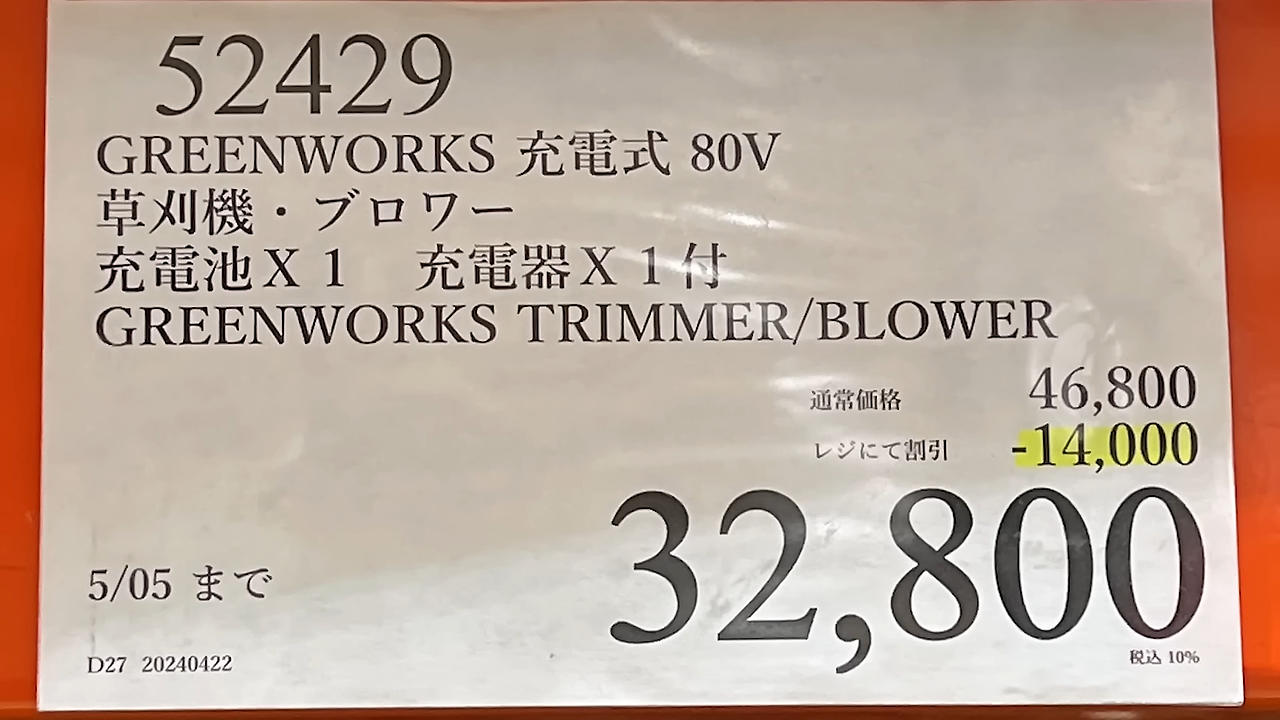 52429
GREENWORKS 充電式 80V
草刈機・ブロワー
充電池X 1　充電器X 1 付
GREENWORKS TRIMMER/BLOWER
通常価格 46,800
レジにて割引 -14,000
32,800
5/05 まで
税込 10%
D27 20240422